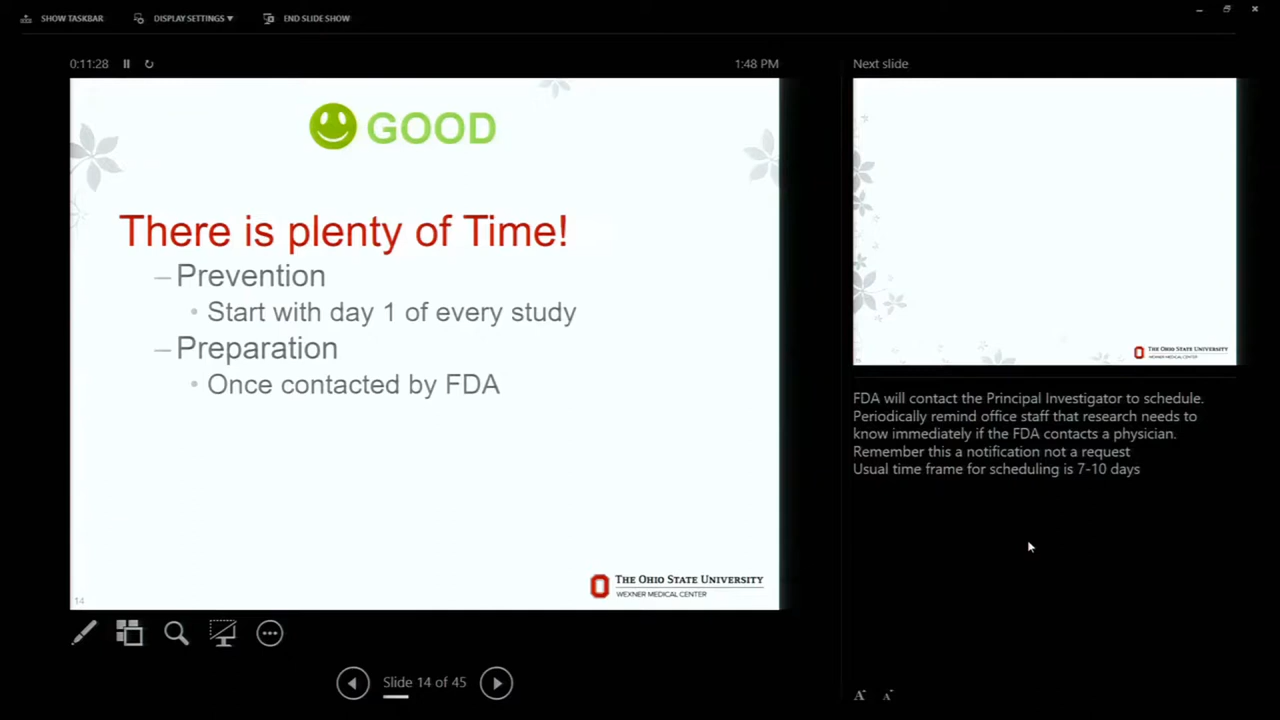 SHOW TASKBAR
DISPLAY SETTINGS ▼
END SLIDE SHOW
0:11:28
1:48 PM
GOOD
There is plenty of Time!
–Prevention
• Start with day 1 of every study
–Preparation
• Once contacted by FDA
THE OHIO STATE UNIVERSITY
WEXNER MEDICAL CENTER
14
Slide 14 of 45
Next slide
THE OHIO STATE UNIVERSITY
WEXNER MEDICAL CENTER
FDA will contact the Principal Investigator to schedule.
Periodically remind office staff that research needs to
know immediately if the FDA contacts a physician.
Remember this a notification not a request
Usual time frame for scheduling is 7-10 days
A
A